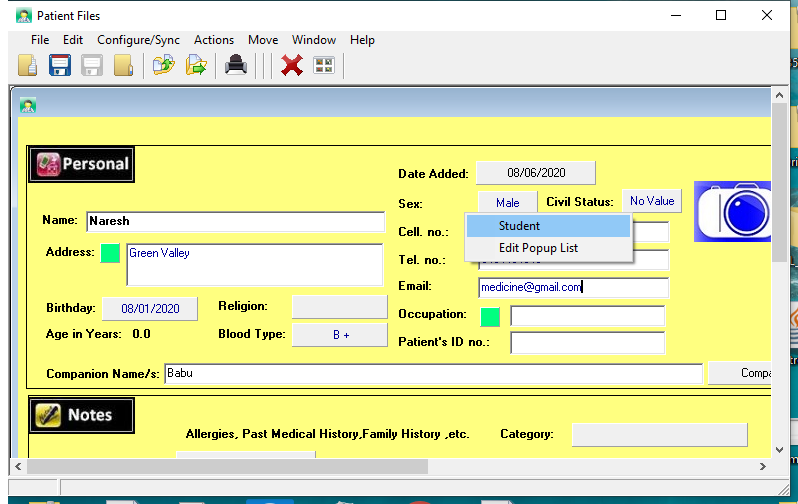 Patient Files
File Edit Configure/Sync Actions Move Window Help
Personal
Date Added: 08/06/2020
Sex: Male Civil Status: No Value
Name: Naresh
Student
Cell. no.:
Edit Popup List
Address: Green Valley
Tel. no.:
Email: medicine@gmail.com
Birthday: 08/01/2020 Religion:
Occupation:
Age in Years: 0.0 Blood Type: B +
Patient's ID no.:
Companion Name/s: Babu
Notes
Allergies, Past Medical History,Family History ,etc. Category: